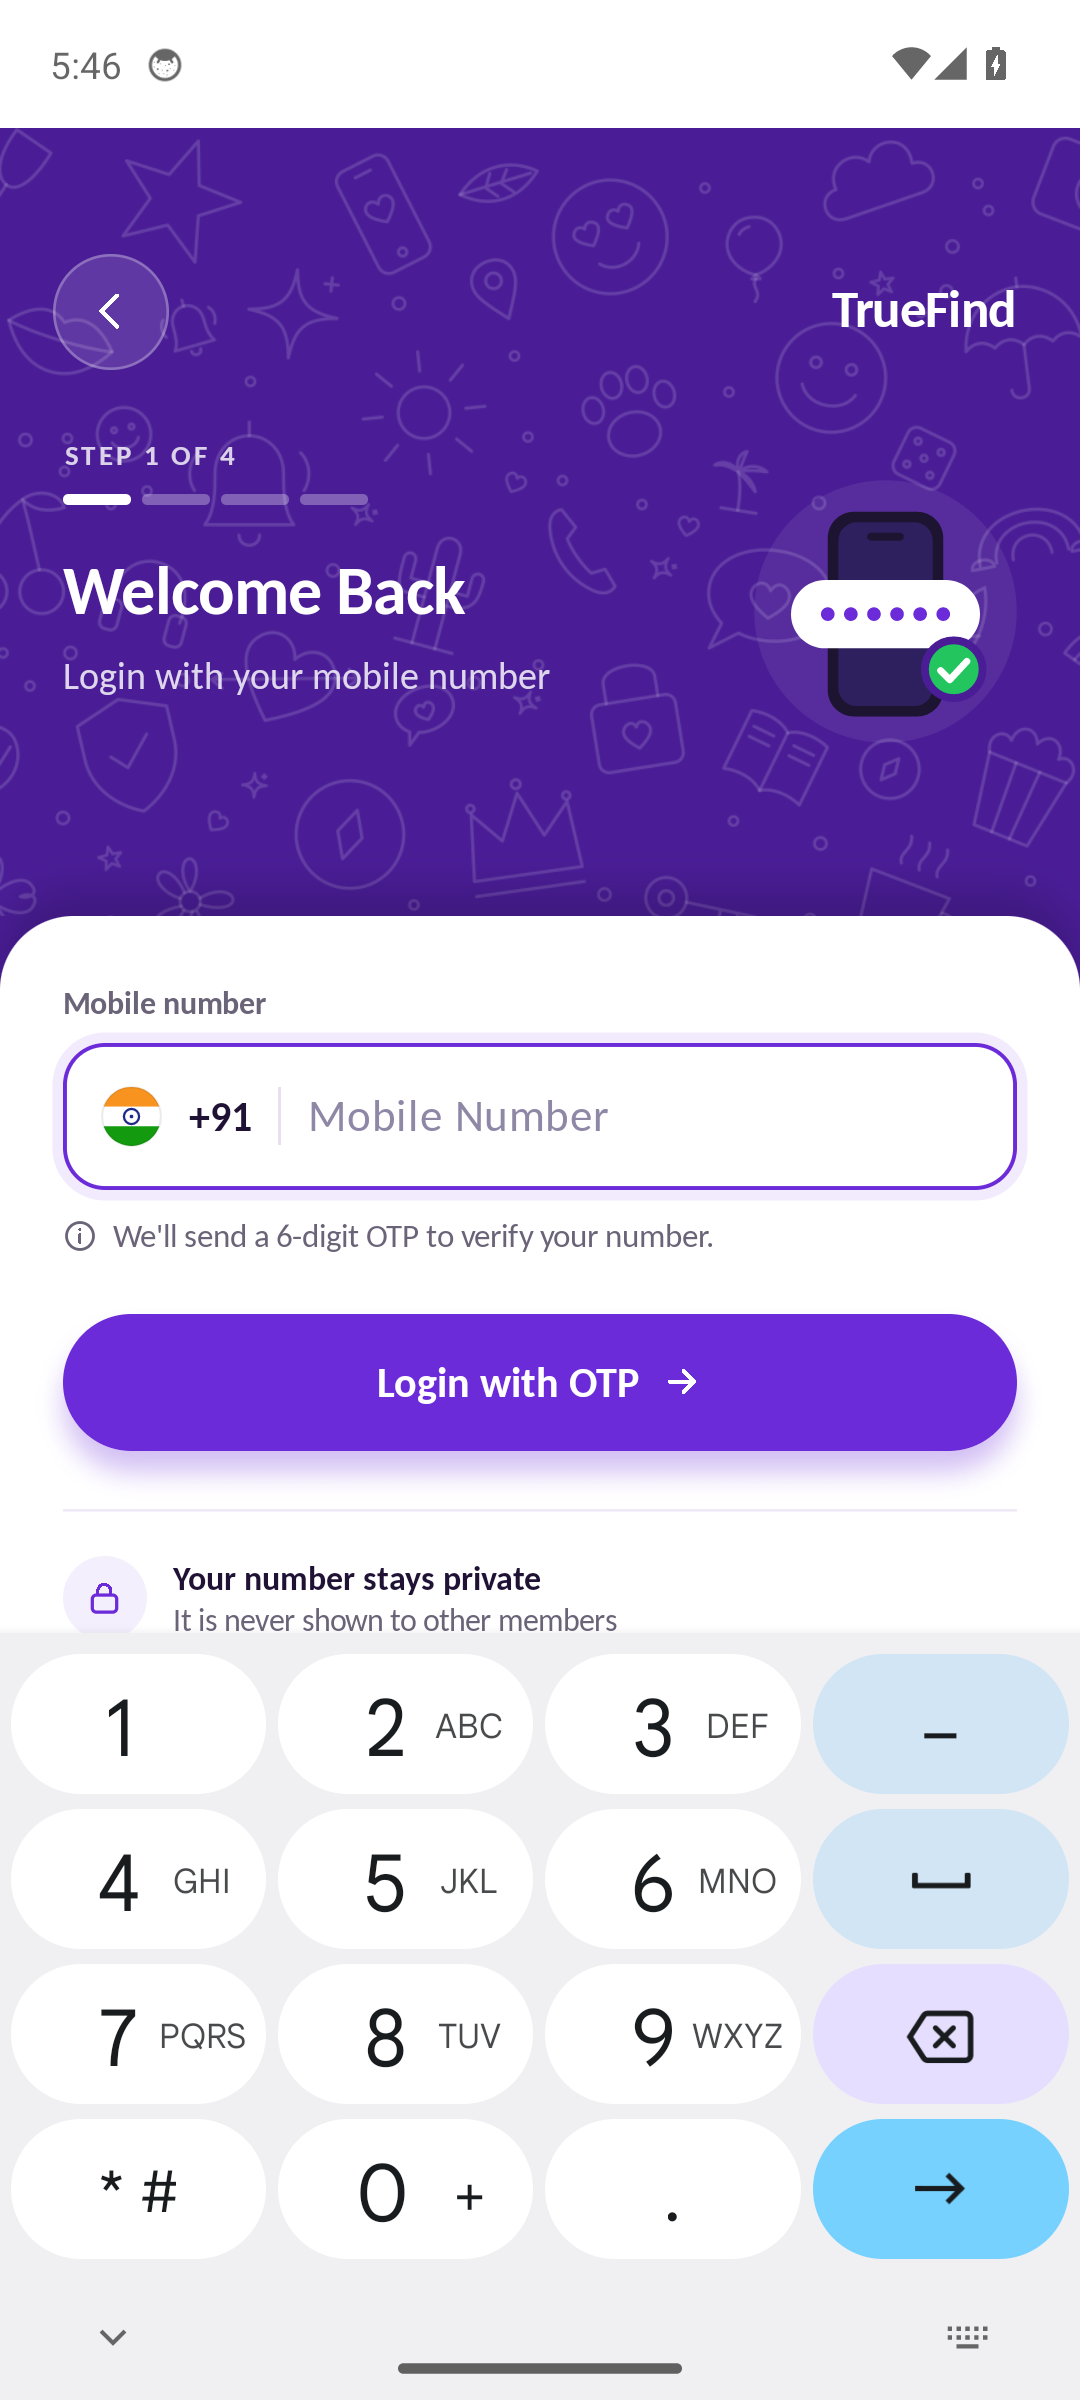 5:46
TrueFind
STEP 1 OF 4
Welcome Back
Login with your mobile number
Mobile number
+91 Mobile Number
We'll send a 6-digit OTP to verify your number.
Login with OTP →
Your number stays private
It is never shown to other members
1 2 ABC 3 DEF –
4 GHI 5 JKL 6 MNO
7 PQRS 8 TUV 9 WXYZ
* # 0 + . →